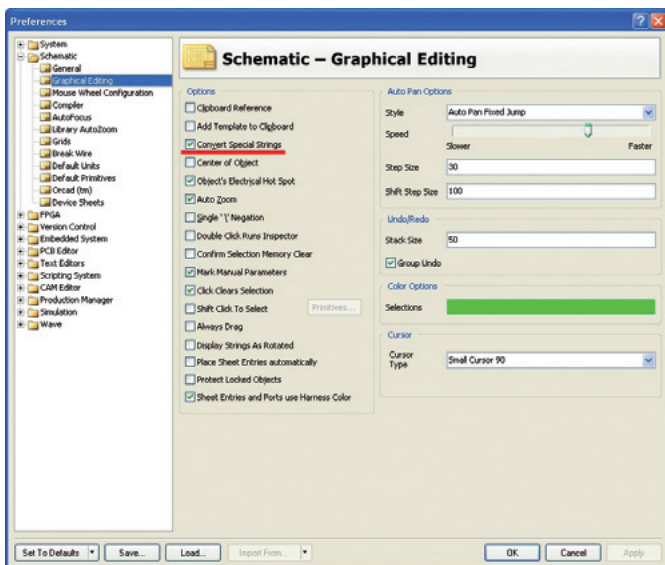 Preferences
System
Schematic
General
Graphical Editing
Mouse Wheel Configuration
Compiler
AutoFocus
Library AutoZoom
Grids
Break Wire
Default Units
Default Primitives
Orcad (tm)
Device Sheets
FPGA
Version Control
Embedded System
PCB Editor
Text Editors
Scripting System
CAM Editor
Production Manager
Simulation
Wave
Schematic – Graphical Editing
Options
Clipboard Reference
Add Template to Clipboard
Convert Special Strings
Center of Object
Object's Electrical Hot Spot
Auto Zoom
Single '\' Negation
Double Click Runs Inspector
Confirm Selection Memory Clear
Mark Manual Parameters
Click Clears Selection
Shift Click To Select
Primitives...
Always Drag
Display Strings As Rotated
Place Sheet Entries automatically
Protect Locked Objects
Sheet Entries and Ports use Harness Color
Auto Pan Options
Style Auto Pan Fixed Jump
Speed
Slower Faster
Step Size 30
Shift Step Size 100
Undo/Redo
Stack Size 50
Group Undo
Color Options
Selections
Cursor
Cursor Type Small Cursor 90
Set To Defaults Save... Load... Import From... OK Cancel Apply